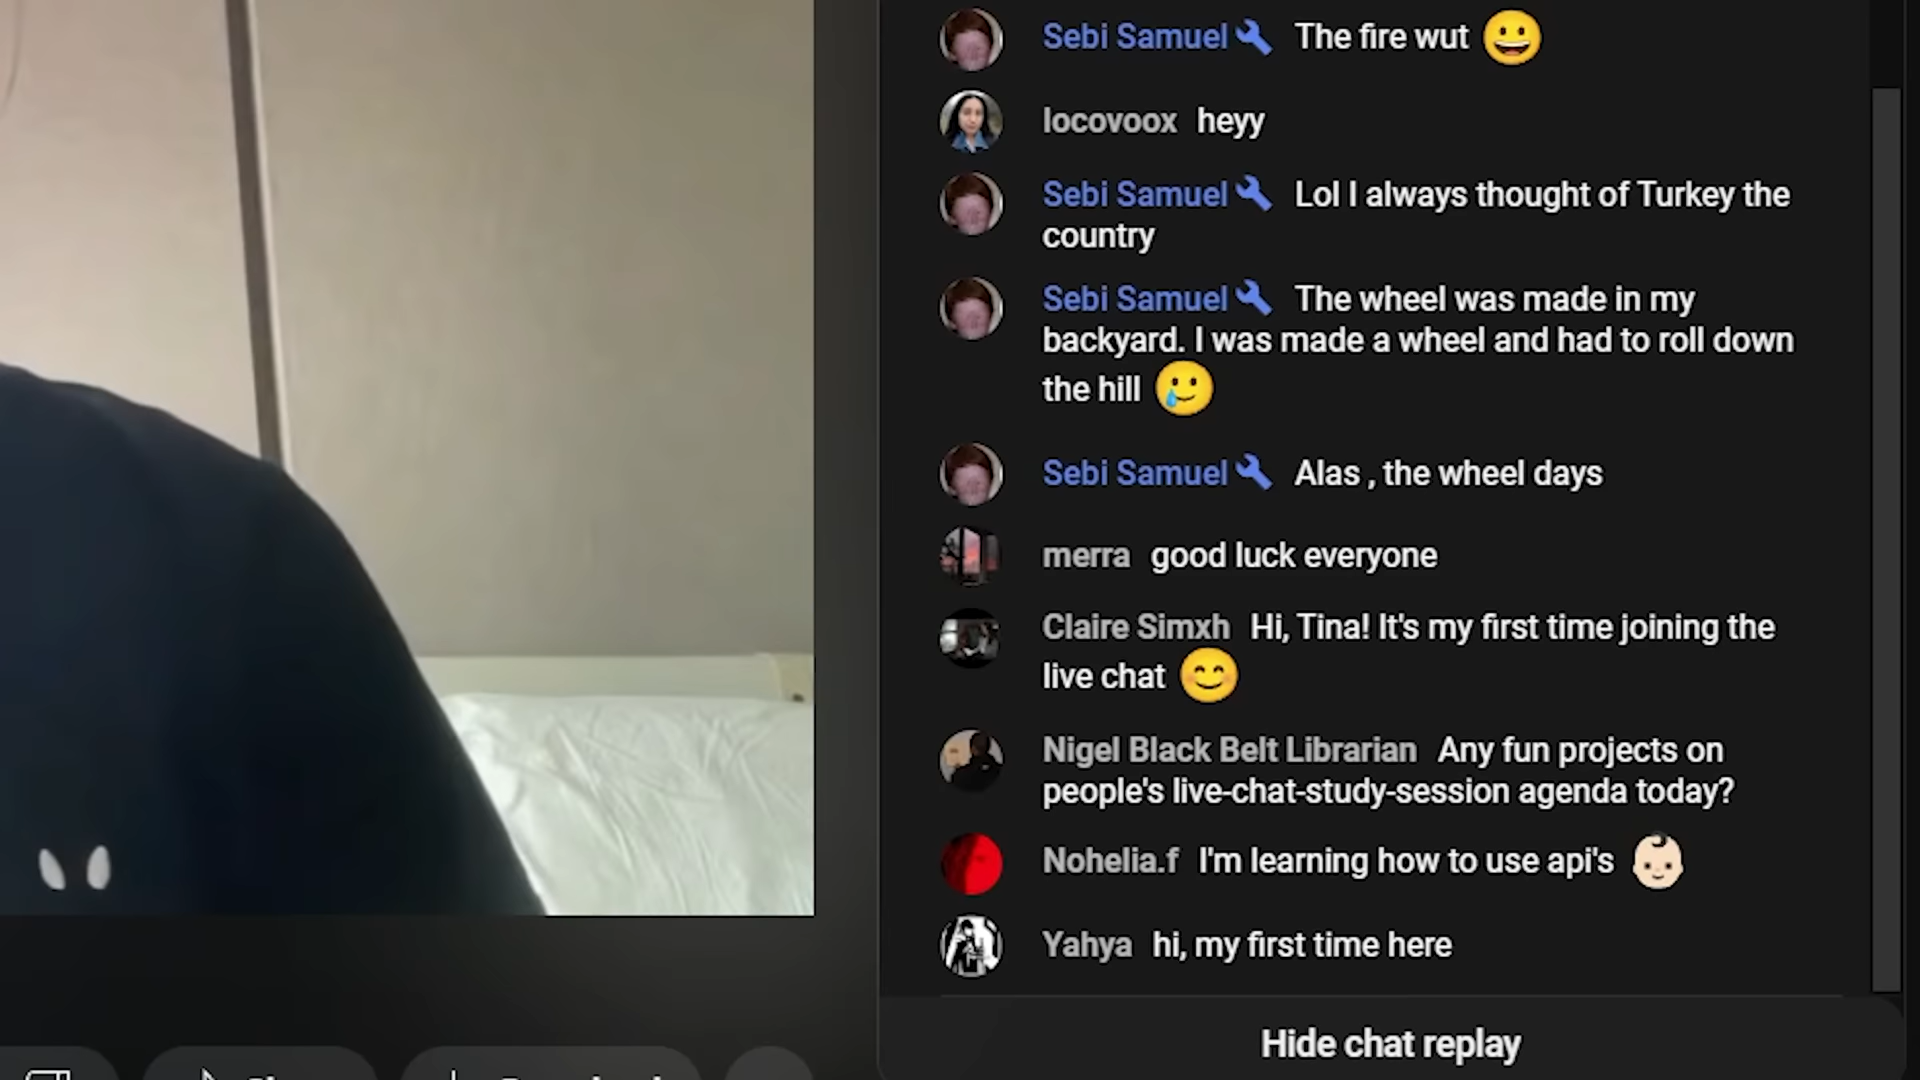 Sebi Samuel The fire wut 😀
locovoox heyy
Sebi Samuel Lol I always thought of Turkey the
country
Sebi Samuel The wheel was made in my
backyard. I was made a wheel and had to roll down
the hill 🥲
Sebi Samuel Alas , the wheel days
merra good luck everyone
Claire Simxh Hi, Tina! It's my first time joining the
live chat 😊
Nigel Black Belt Librarian Any fun projects on
people's live-chat-study-session agenda today?
Nohelia.f I'm learning how to use api's 👶🏻
Yahya hi, my first time here
Hide chat replay